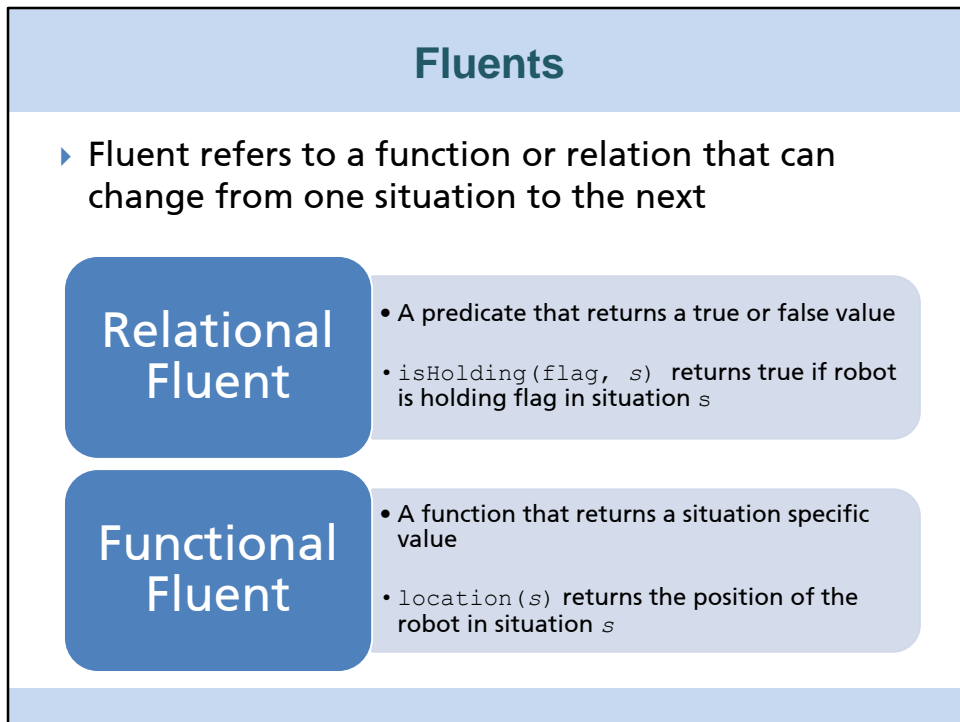 Fluents
▸ Fluent refers to a function or relation that can
change from one situation to the next
Relational
Fluent
• A predicate that returns a true or false value
• isHolding(flag, s) returns true if robot
is holding flag in situation s
Functional
Fluent
• A function that returns a situation specific
value
• location(s) returns the position of the
robot in situation s